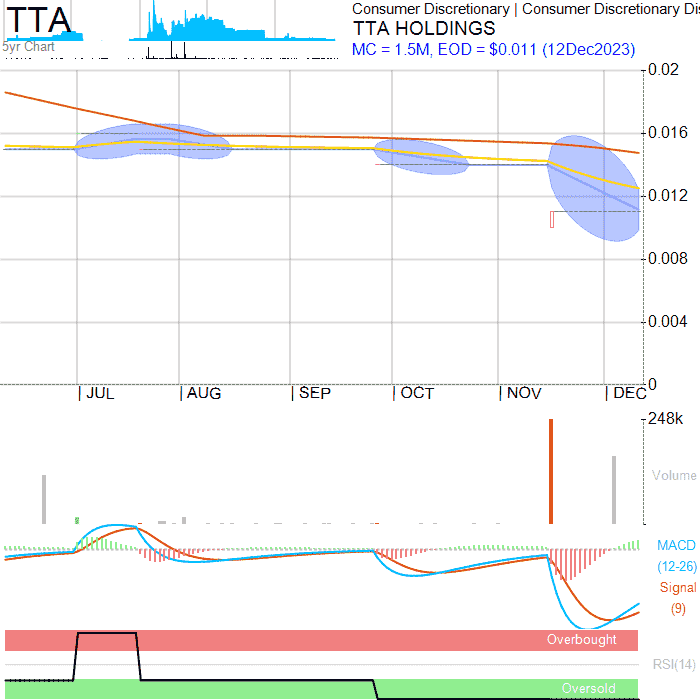 TTA
5yr Chart
Consumer Discretionary | Consumer Discretionary Dis
TTA HOLDINGS
MC = 1.5M, EOD = $0.011 (12Dec2023)
0.02
0.016
0.012
0.008
0.004
0
| JUL | AUG | SEP | OCT | NOV | DEC
248k
Volume
MACD
(12-26)
Signal
(9)
Overbought
RSI(14)
Oversold